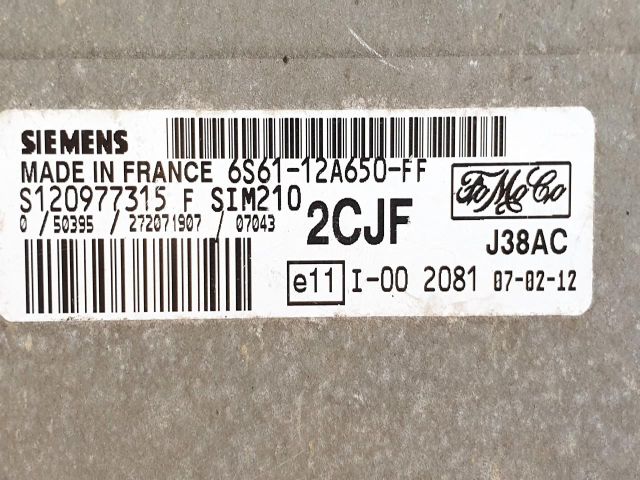 SIEMENS
MADE IN FRANCE 6S61-12A650-FF
S120977315 F SIM210
0 / 50395 / 272071907 / 07043
2CJF
FoMoCo
J38AC
e11 I-00 2081 07-02-12